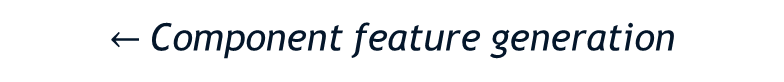 ← Component feature generation